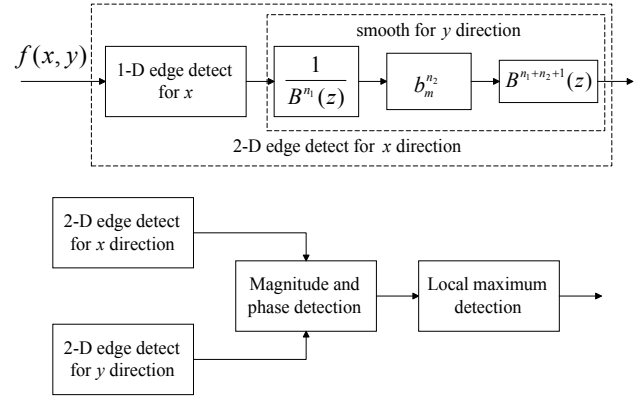 smooth for y direction
f(x, y)
1-D edge detect
for x
1
B^{n_1}(z)
b_m^{n_2}
B^{n_1+n_2+1}(z)
2-D edge detect for x direction
2-D edge detect
for x direction
Magnitude and
phase detection
Local maximum
detection
2-D edge detect
for y direction